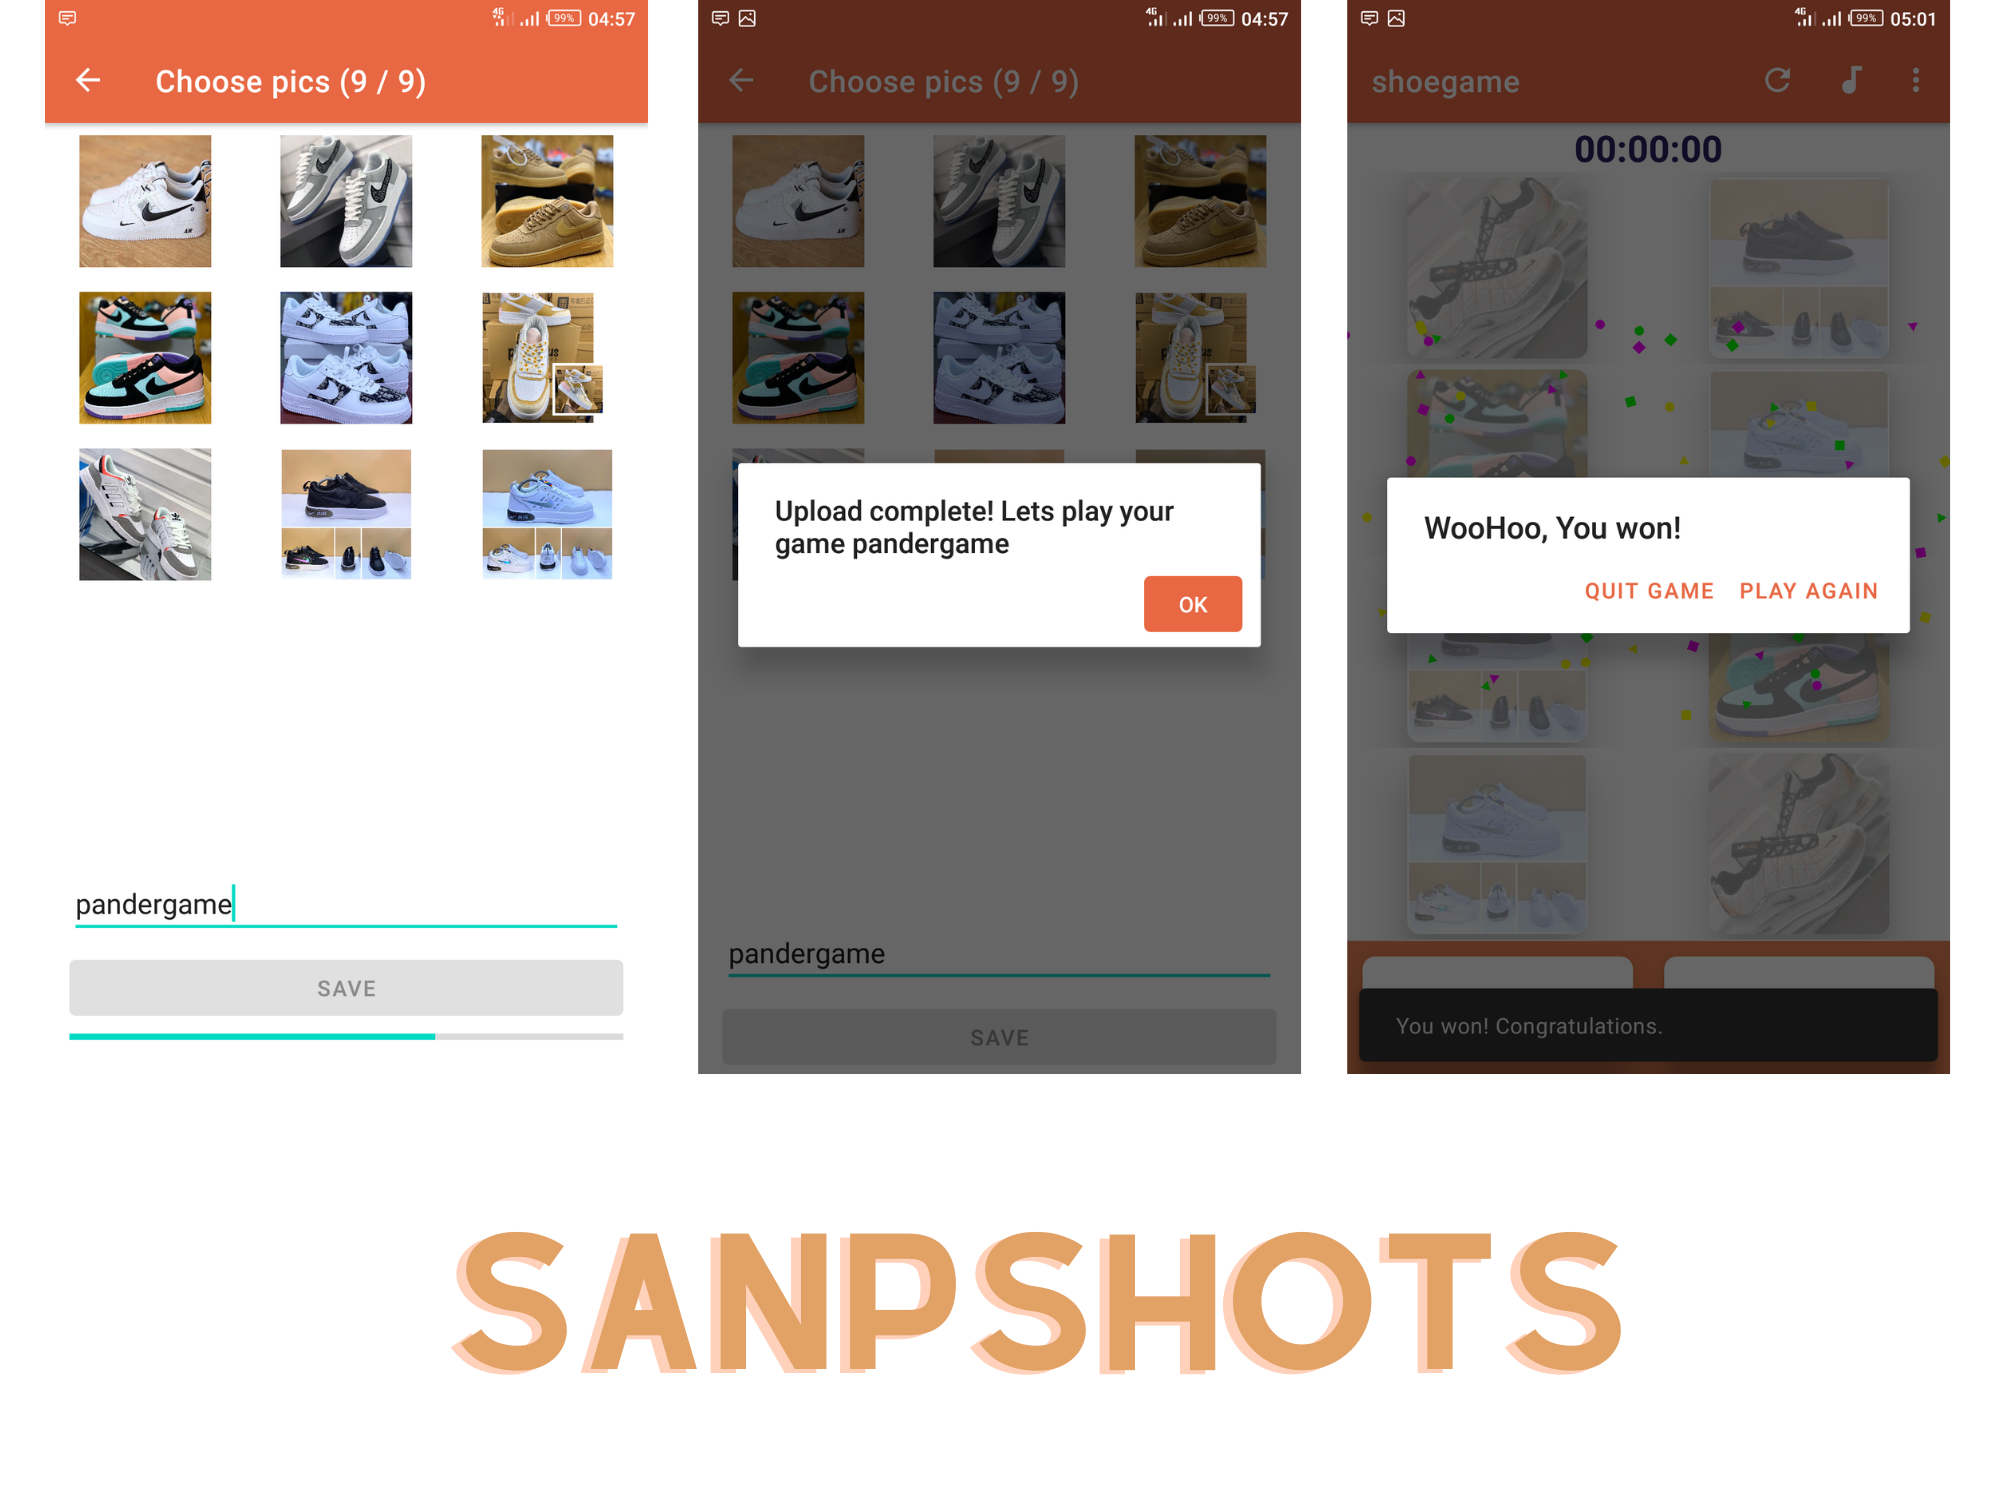 4G 99% 04:57
Choose pics (9 / 9)
pandergame
SAVE
4G 99% 04:57
Choose pics (9 / 9)
Upload complete! Lets play your
game pandergame
OK
pandergame
SAVE
4G 99% 05:01
shoegame
00:00:00
WooHoo, You won!
QUIT GAME PLAY AGAIN
You won! Congratulations.
SANPSHOTS